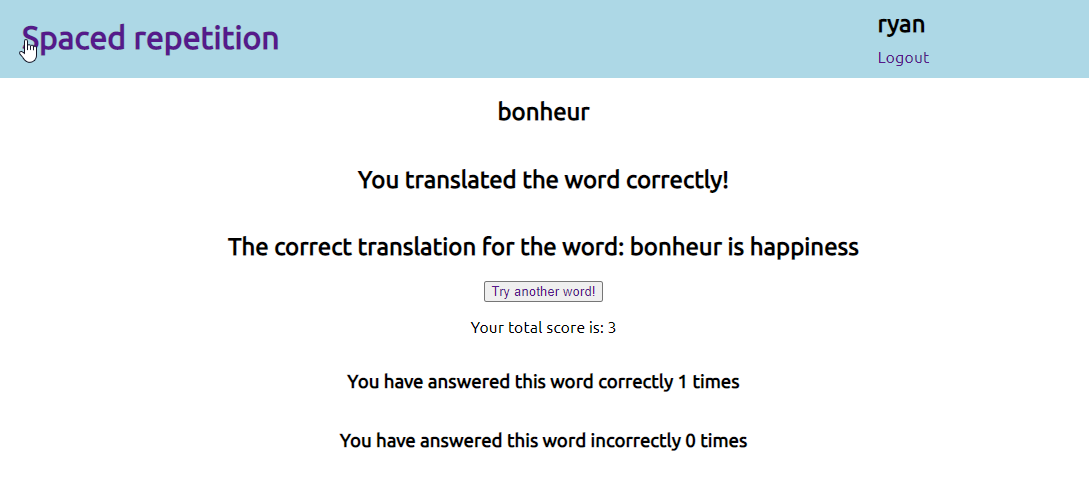 Spaced repetition
ryan
Logout
bonheur
You translated the word correctly!
The correct translation for the word: bonheur is happiness
Try another word!
Your total score is: 3
You have answered this word correctly 1 times
You have answered this word incorrectly 0 times